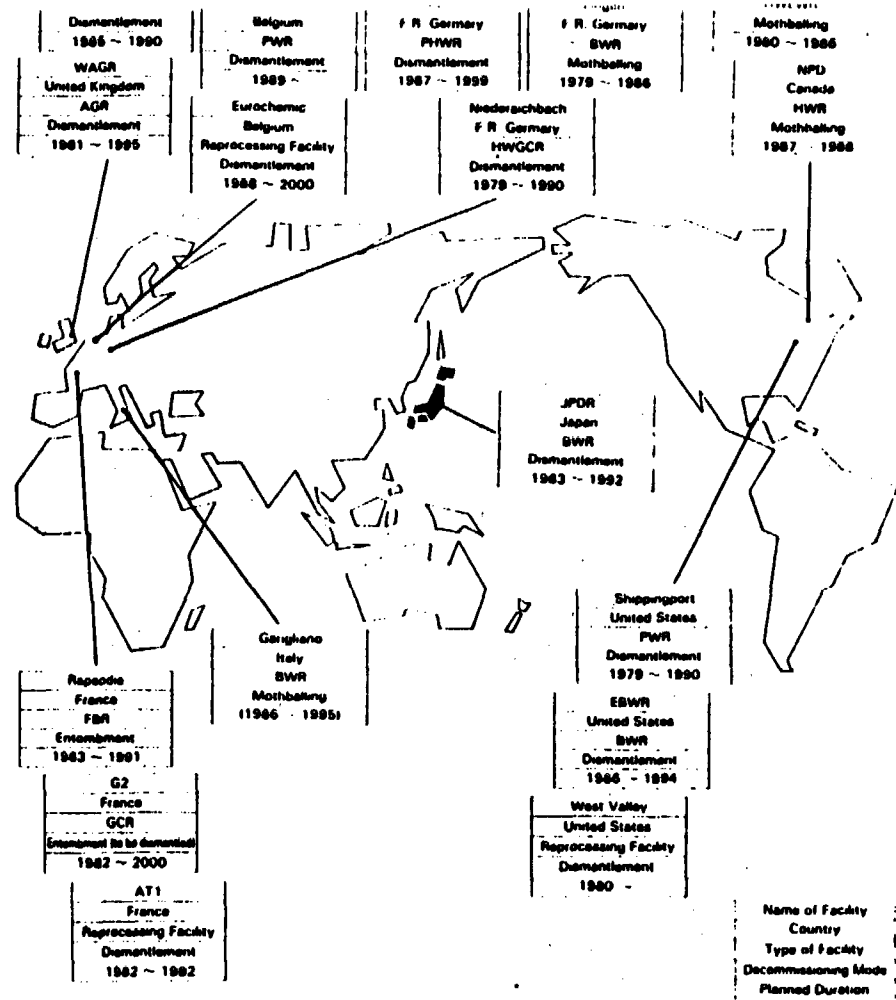 Dismantlement
1985 ~ 1990
WAGR
United Kingdom
AGR
Dismantlement
1981 ~ 1995
Belgium
PWR
Dismantlement
1989 ~
Eurochemic
Belgium
Reprocessing Facility
Dismantlement
1988 ~ 2000
F R. Germany
PHWR
Dismantlement
1987 ~ 1999
F R. Germany
BWR
Mothballing
1979 ~ 1986
Niederaichbach
F R. Germany
HWGCR
Dismantlement
1979 ~ 1990
Mothballing
1980 ~ 1986
NPD
Canada
HWR
Mothballing
1987 ~ 1988
JPDR
Japan
BWR
Dismantlement
1983 ~ 1992
Garigliano
Italy
BWR
Mothballing
(1986 ~ 1995)
Rapsodie
France
FBR
Entombment
1983 ~ 1991
G2
France
GCR
Entombment (to be dismantled)
1982 ~ 2000
AT1
France
Reprocessing Facility
Dismantlement
1982 ~ 1992
Shippingport
United States
PWR
Dismantlement
1979 ~ 1990
EBWR
United States
BWR
Dismantlement
1986 ~ 1994
West Valley
United States
Reprocessing Facility
Dismantlement
1980 ~
Name of Facility
Country
Type of Facility
Decommissioning Mode
Planned Duration